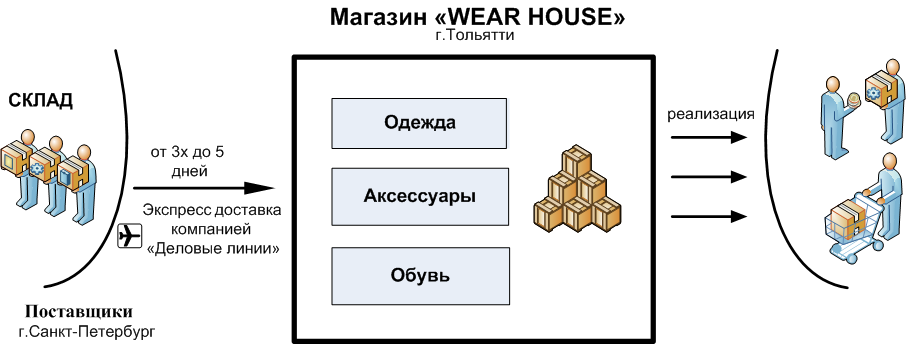 Магазин «WEAR HOUSE»
г.Тольятти
СКЛАД
от 3х до 5
дней
Экспресс доставка
компанией
«Деловые линии»
Поставщики
г.Санкт-Петербург
Одежда
Аксессуары
Обувь
реализация